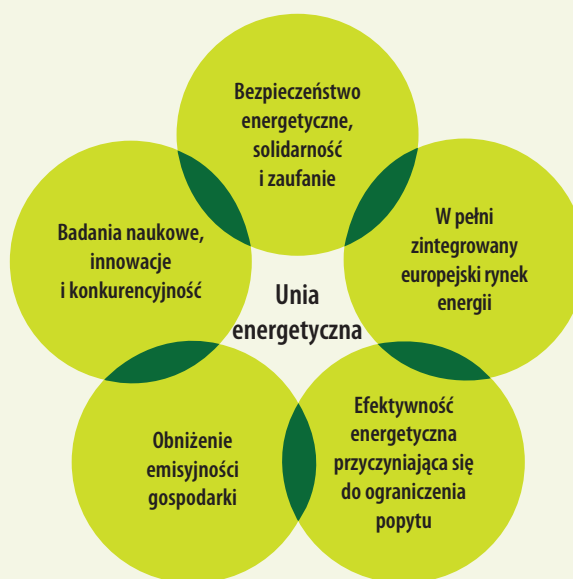 Bezpieczeństwo
energetyczne,
solidarność
i zaufanie
W pełni
zintegrowany
europejski rynek
energii
Badania naukowe,
innowacje
i konkurencyjność
Unia
energetyczna
Obniżenie
emisyjności
gospodarki
Efektywność
energetyczna
przyczyniająca się
do ograniczenia
popytu